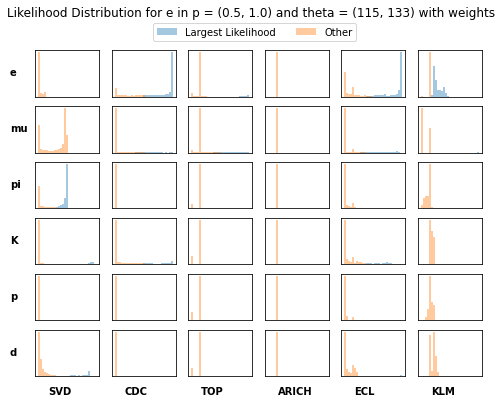 Likelihood Distribution for e in p = (0.5, 1.0) and theta = (115, 133) with weights
Largest Likelihood Other
e
mu
pi
K
p
d
SVD CDC TOP ARICH ECL KLM